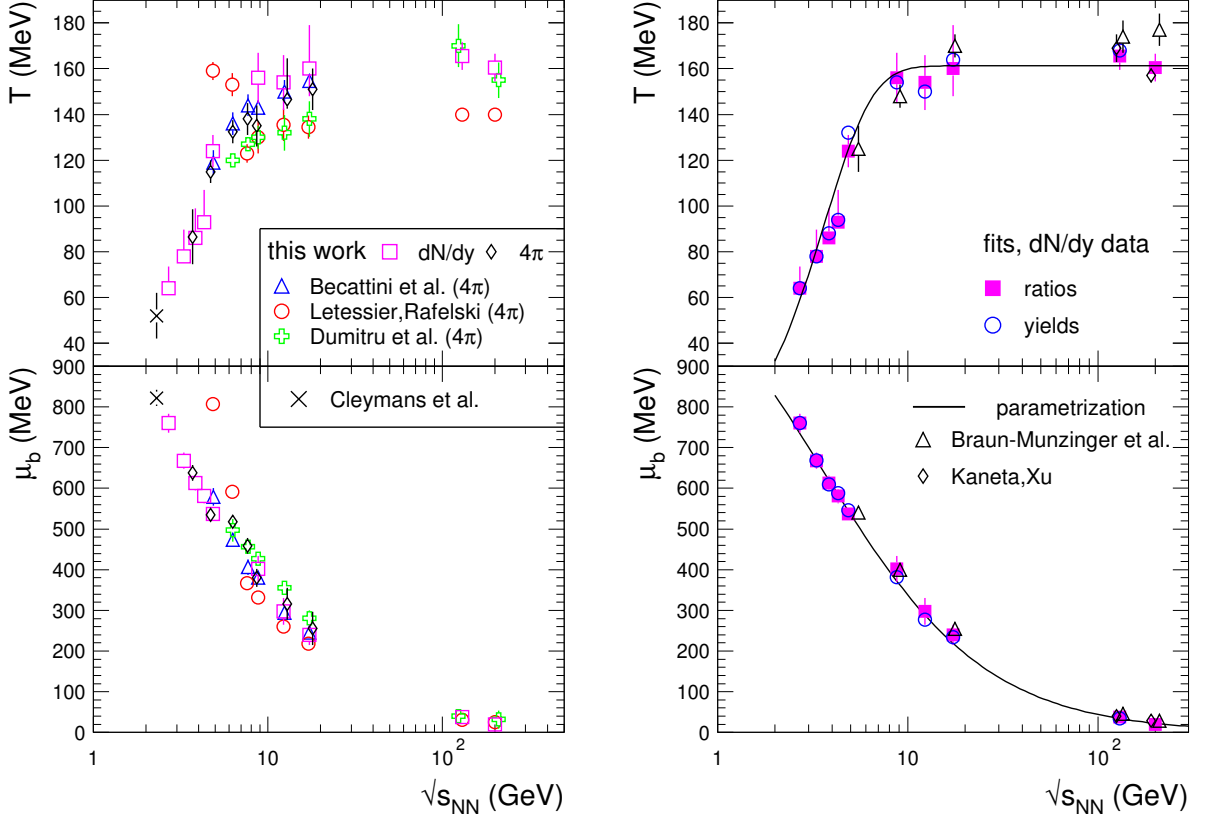 T (MeV)
180
160
140
120
100
80
60
40
this work dN/dy 4π
Becattini et al. (4π)
Letessier,Rafelski (4π)
Dumitru et al. (4π)
Cleymans et al.
μb (MeV)
900
800
700
600
500
400
300
200
100
0
1 10 10²
√sNN (GeV)
T (MeV)
180
160
140
120
100
80
60
40
fits, dN/dy data
ratios
yields
μb (MeV)
900
800
700
600
500
400
300
200
100
0
parametrization
Braun-Munzinger et al.
Kaneta,Xu
1 10 10²
√sNN (GeV)